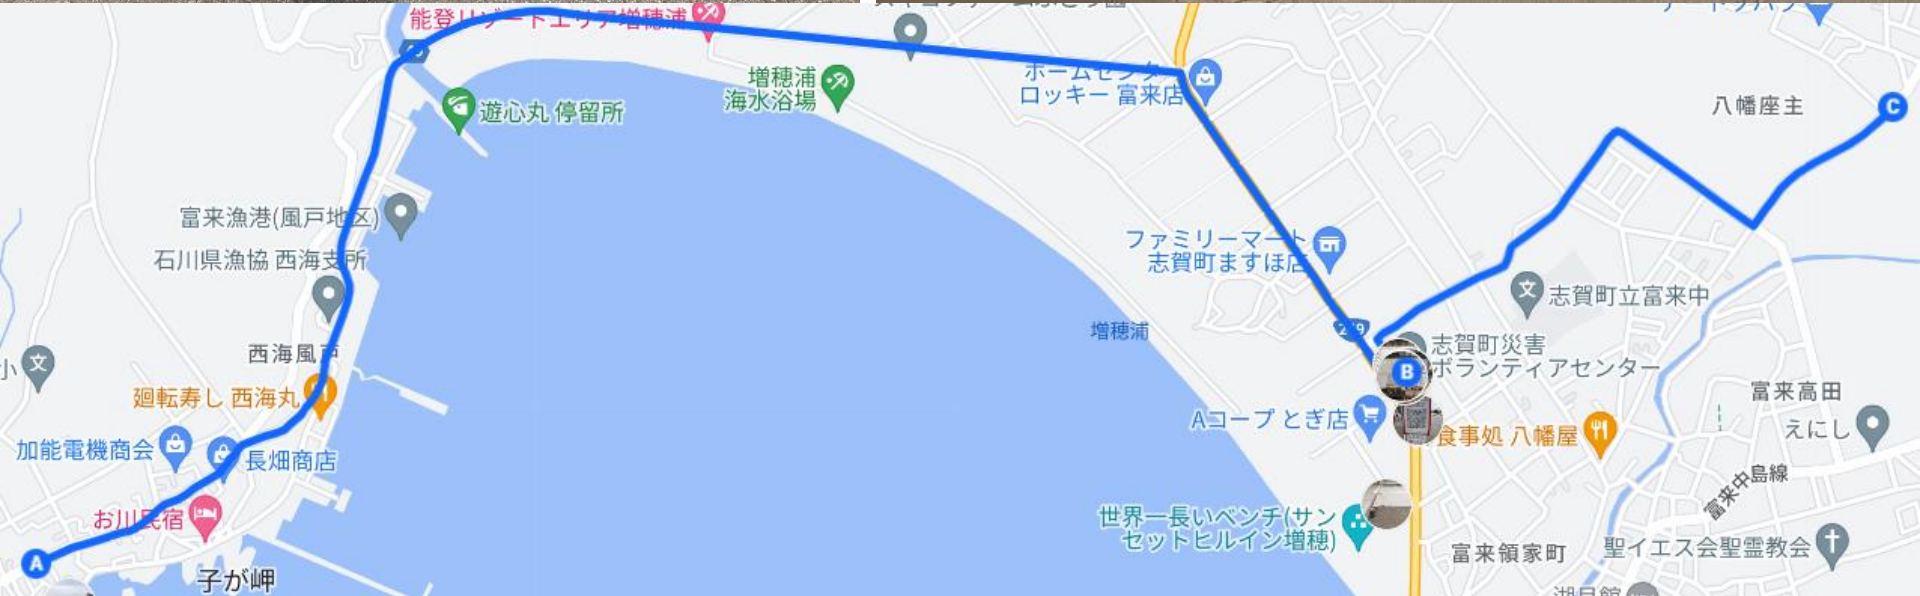 能登リゾートエリア増穂浦
増穂浦
海水浴場
ホームセンター
ロッキー 富来店
遊心丸 停留所
八幡座主
C
富来漁港(風戸地区)
石川県漁協 西海支所
ファミリーマート
志賀町ますほ店
志賀町立富来中
文
増穂浦
249
志賀町災害
ボランティアセンター
B
西海風戸
小
文
廻転寿し 西海丸
Aコープ とぎ店
食事処 八幡屋
富来高田
えにし
加能電機商会
長畑商店
富来中島線
お川民宿
世界一長いベンチ(サン
セットヒルイン増穂)
富来領家町
聖イエス会聖霊教会
A
子が岬
湖月館